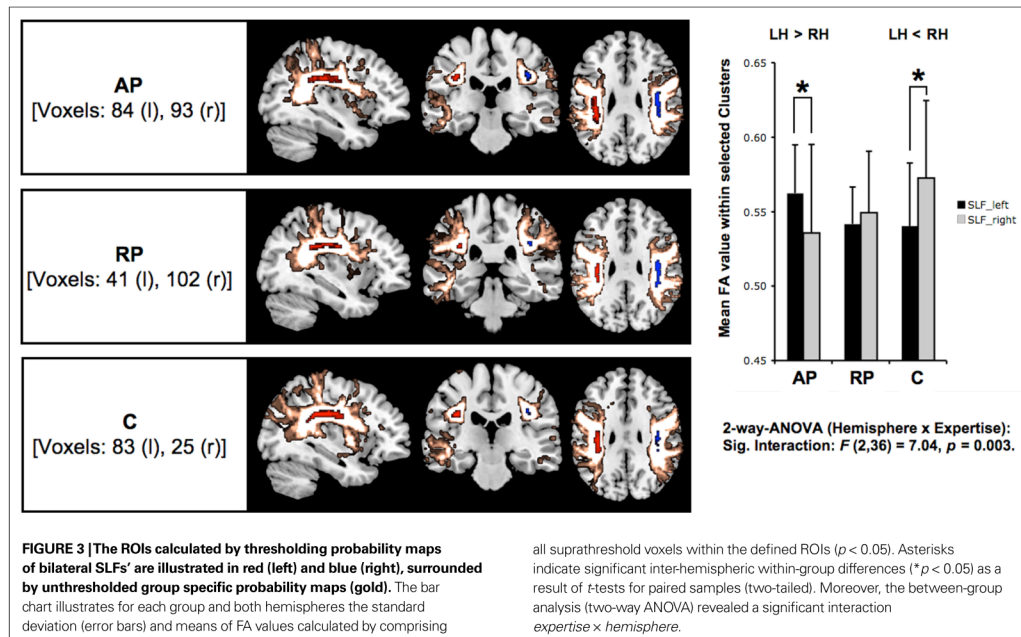 AP
[Voxels: 84 (l), 93 (r)]
RP
[Voxels: 41 (l), 102 (r)]
C
[Voxels: 83 (l), 25 (r)]
LH > RH LH < RH
Mean FA value within selected Clusters
0.65
0.60
0.55
0.50
0.45
* *
SLF_left
SLF_right
AP RP C
2-way-ANOVA (Hemisphere x Expertise):
Sig. Interaction: F (2,36) = 7.04, p = 0.003.
FIGURE 3 | The ROIs calculated by thresholding probability maps
of bilateral SLFs’ are illustrated in red (left) and blue (right), surrounded
by unthresholded group specific probability maps (gold). The bar
chart illustrates for each group and both hemispheres the standard
deviation (error bars) and means of FA values calculated by comprising
all suprathreshold voxels within the defined ROIs (p < 0.05). Asterisks
indicate significant inter-hemispheric within-group differences (*p < 0.05) as a
result of t-tests for paired samples (two-tailed). Moreover, the between-group
analysis (two-way ANOVA) revealed a significant interaction
expertise × hemisphere.